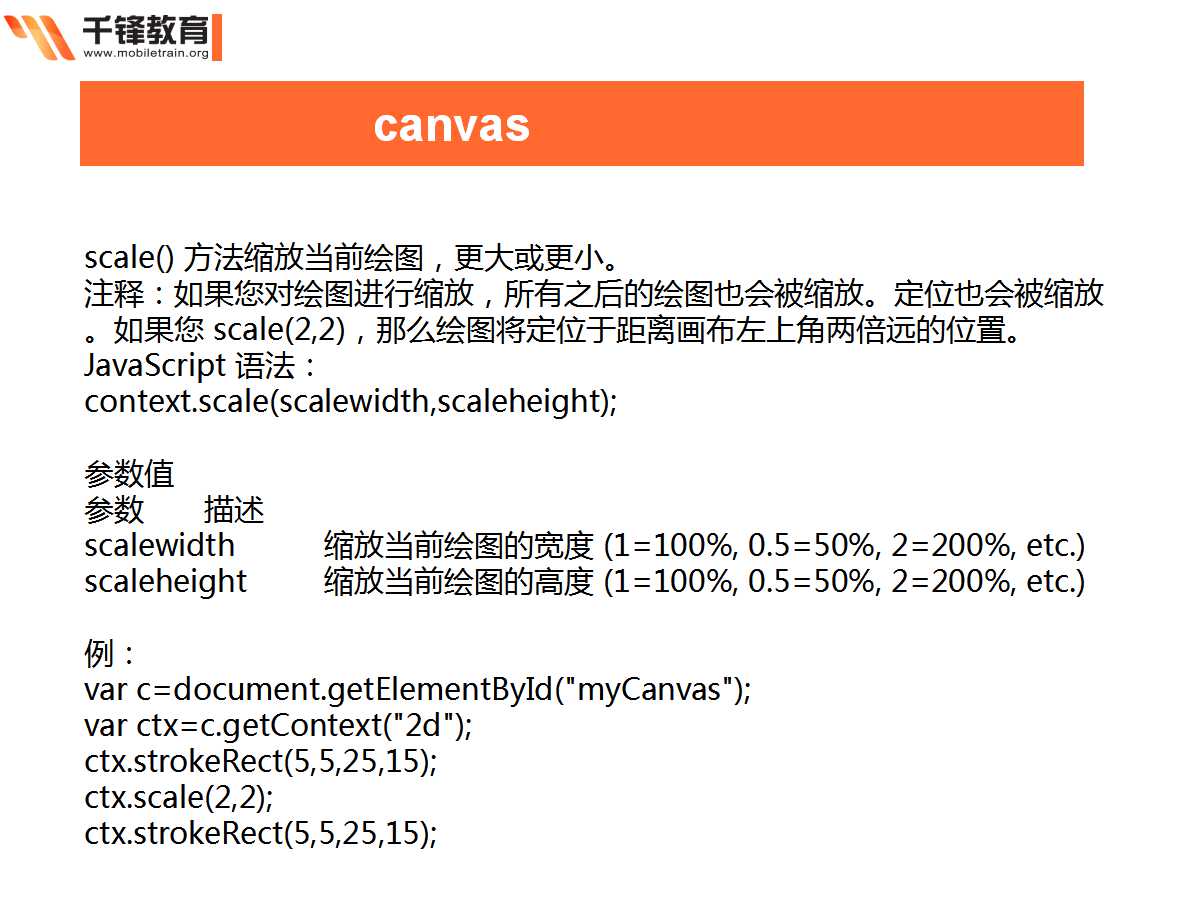 千锋教育
www.mobiletrain.org
canvas
scale() 方法缩放当前绘图，更大或更小。
注释：如果您对绘图进行缩放，所有之后的绘图也会被缩放。定位也会被缩放
。如果您 scale(2,2)，那么绘图将定位于距离画布左上角两倍远的位置。
JavaScript 语法：
context.scale(scalewidth,scaleheight);
参数值
参数 描述
scalewidth 缩放当前绘图的宽度 (1=100%, 0.5=50%, 2=200%, etc.)
scaleheight 缩放当前绘图的高度 (1=100%, 0.5=50%, 2=200%, etc.)
例：
var c=document.getElementById("myCanvas");
var ctx=c.getContext("2d");
ctx.strokeRect(5,5,25,15);
ctx.scale(2,2);
ctx.strokeRect(5,5,25,15);